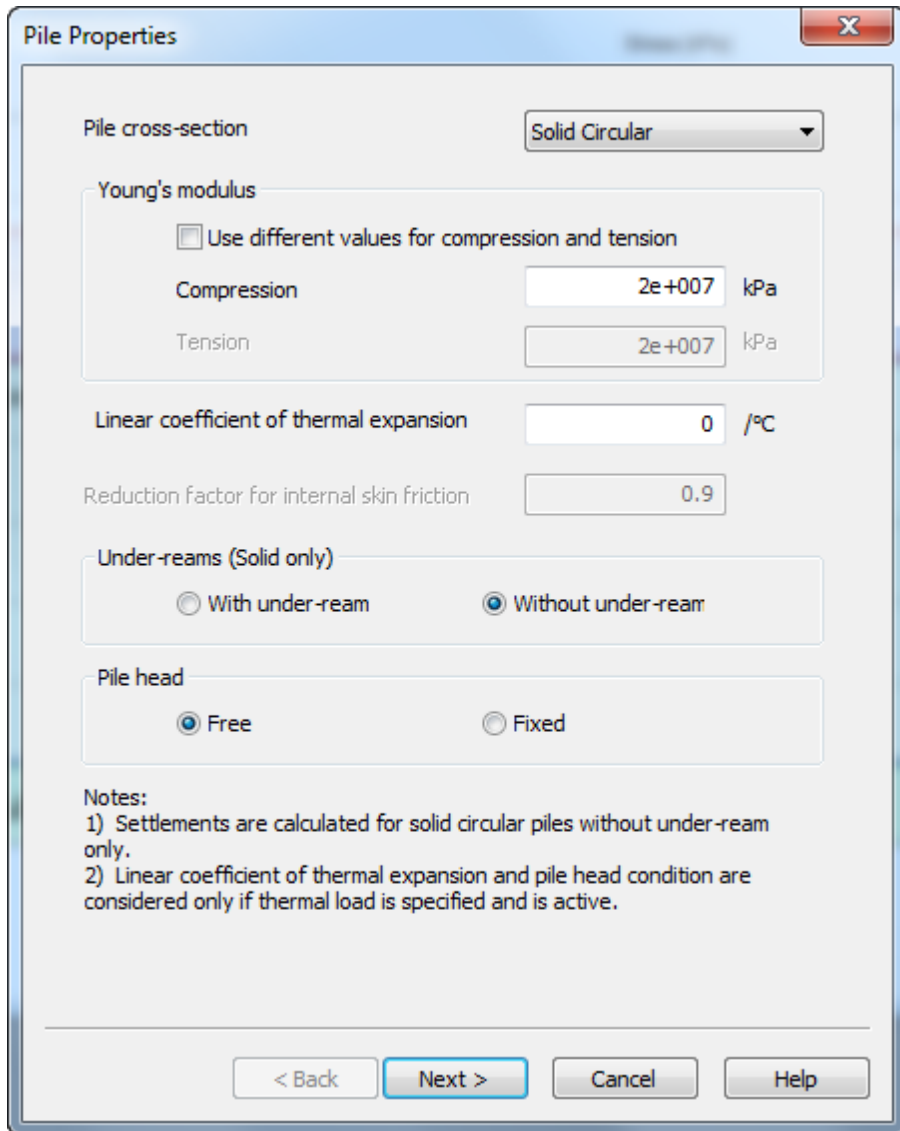 Pile Properties
Pile cross-section
Solid Circular
Young's modulus
Use different values for compression and tension
Compression 2e+007 kPa
Tension 2e+007 kPa
Linear coefficient of thermal expansion 0 /°C
Reduction factor for internal skin friction 0.9
Under-reams (Solid only)
With under-ream Without under-ream
Pile head
Free Fixed
Notes:
1) Settlements are calculated for solid circular piles without under-ream
only.
2) Linear coefficient of thermal expansion and pile head condition are
considered only if thermal load is specified and is active.
< Back Next > Cancel Help